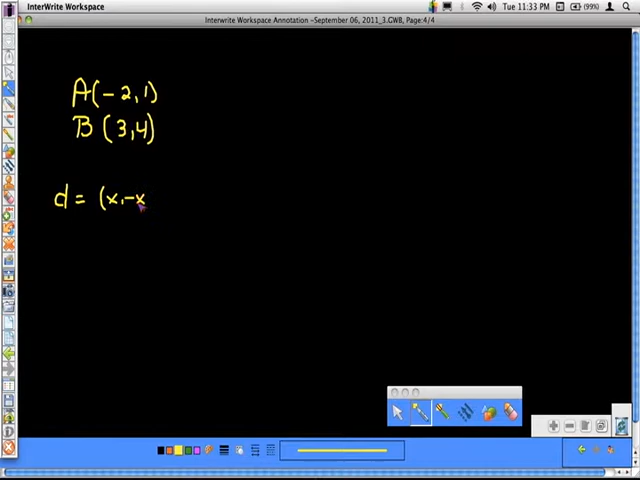 InterWrite Workspace
Tue 11:33 PM
(99%)
InterWrite Workspace Annotation -September 06, 2011_3.GWB, Page:4/4
A(-2,1)
B (3,4)
d = (x,-x